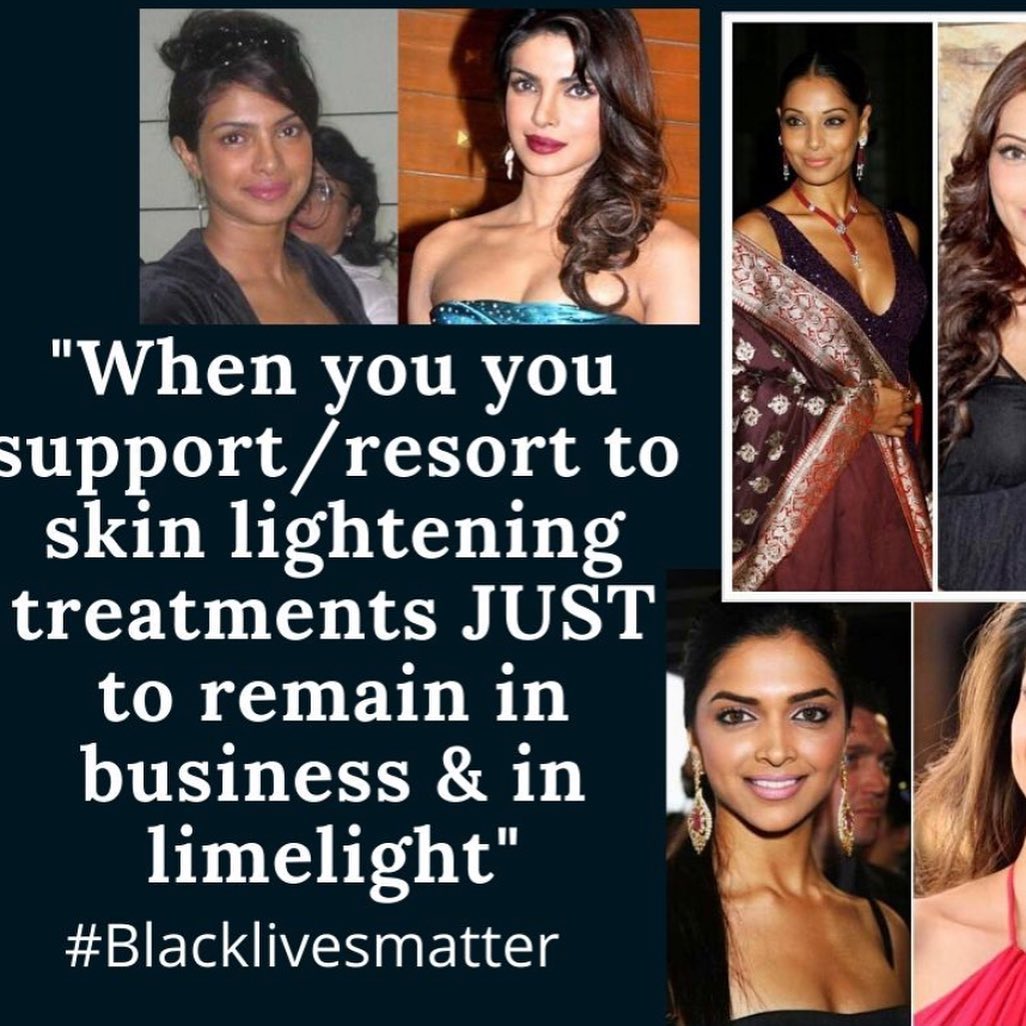 "When you you
support/resort to
skin lightening
treatments JUST
to remain in
business & in
limelight"
#Blacklivesmatter